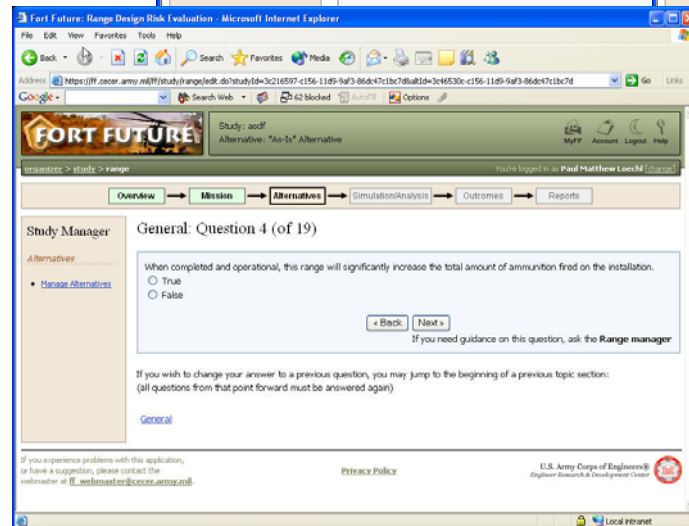 Fort Future: Range Design Risk Evaluation - Microsoft Internet Explorer
File Edit View Favorites Tools Help
Back Search Favorites Media
Address https://ff.cecer.army.mil/ff/study/range/edit.do?studyId=3c216597-c156-11d9-9af3-86dc47c1bc7d&altId=3c46530c-c156-11d9-9af3-86dc47c1bc7d Go Links
Google Search Web 62 blocked AutoFill Options
FORT FUTURE
Study: asdf
Alternative: "As-Is" Alternative
MyFF Account Logout Help
organizer > study > range
You're logged in as Paul Matthew Loechl [change]
Overview Mission Alternatives Simulation/Analysis Outcomes Reports
Study Manager
Alternatives
• Manage Alternatives
General: Question 4 (of 19)
When completed and operational, this range will significantly increase the total amount of ammunition fired on the installation.
True
False
« Back Next »
If you need guidance on this question, ask the Range manager
If you wish to change your answer to a previous question, you may jump to the beginning of a previous topic section:
(all questions from that point forward must be answered again)
General
If you experience problems with this application,
or have a suggestion, please contact the
webmaster at ff_webmaster@cecer.army.mil.
Privacy Policy
U.S. Army Corps of Engineers®
Engineer Research & Development Center
Local intranet